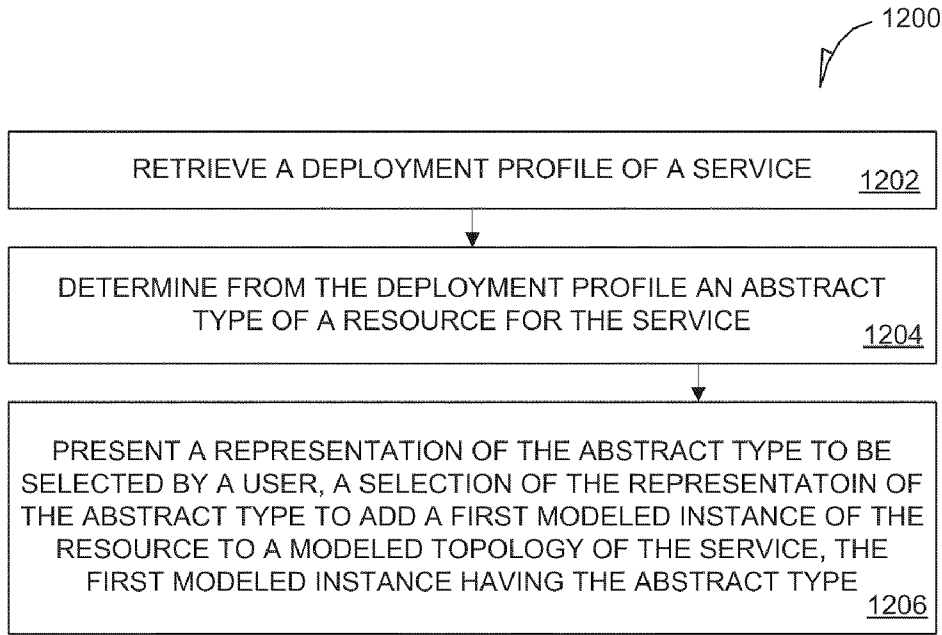 1200
RETRIEVE A DEPLOYMENT PROFILE OF A SERVICE
1202
DETERMINE FROM THE DEPLOYMENT PROFILE AN ABSTRACT
TYPE OF A RESOURCE FOR THE SERVICE
1204
PRESENT A REPRESENTATION OF THE ABSTRACT TYPE TO BE
SELECTED BY A USER, A SELECTION OF THE REPRESENTATOIN OF
THE ABSTRACT TYPE TO ADD A FIRST MODELED INSTANCE OF THE
RESOURCE TO A MODELED TOPOLOGY OF THE SERVICE, THE
FIRST MODELED INSTANCE HAVING THE ABSTRACT TYPE
1206